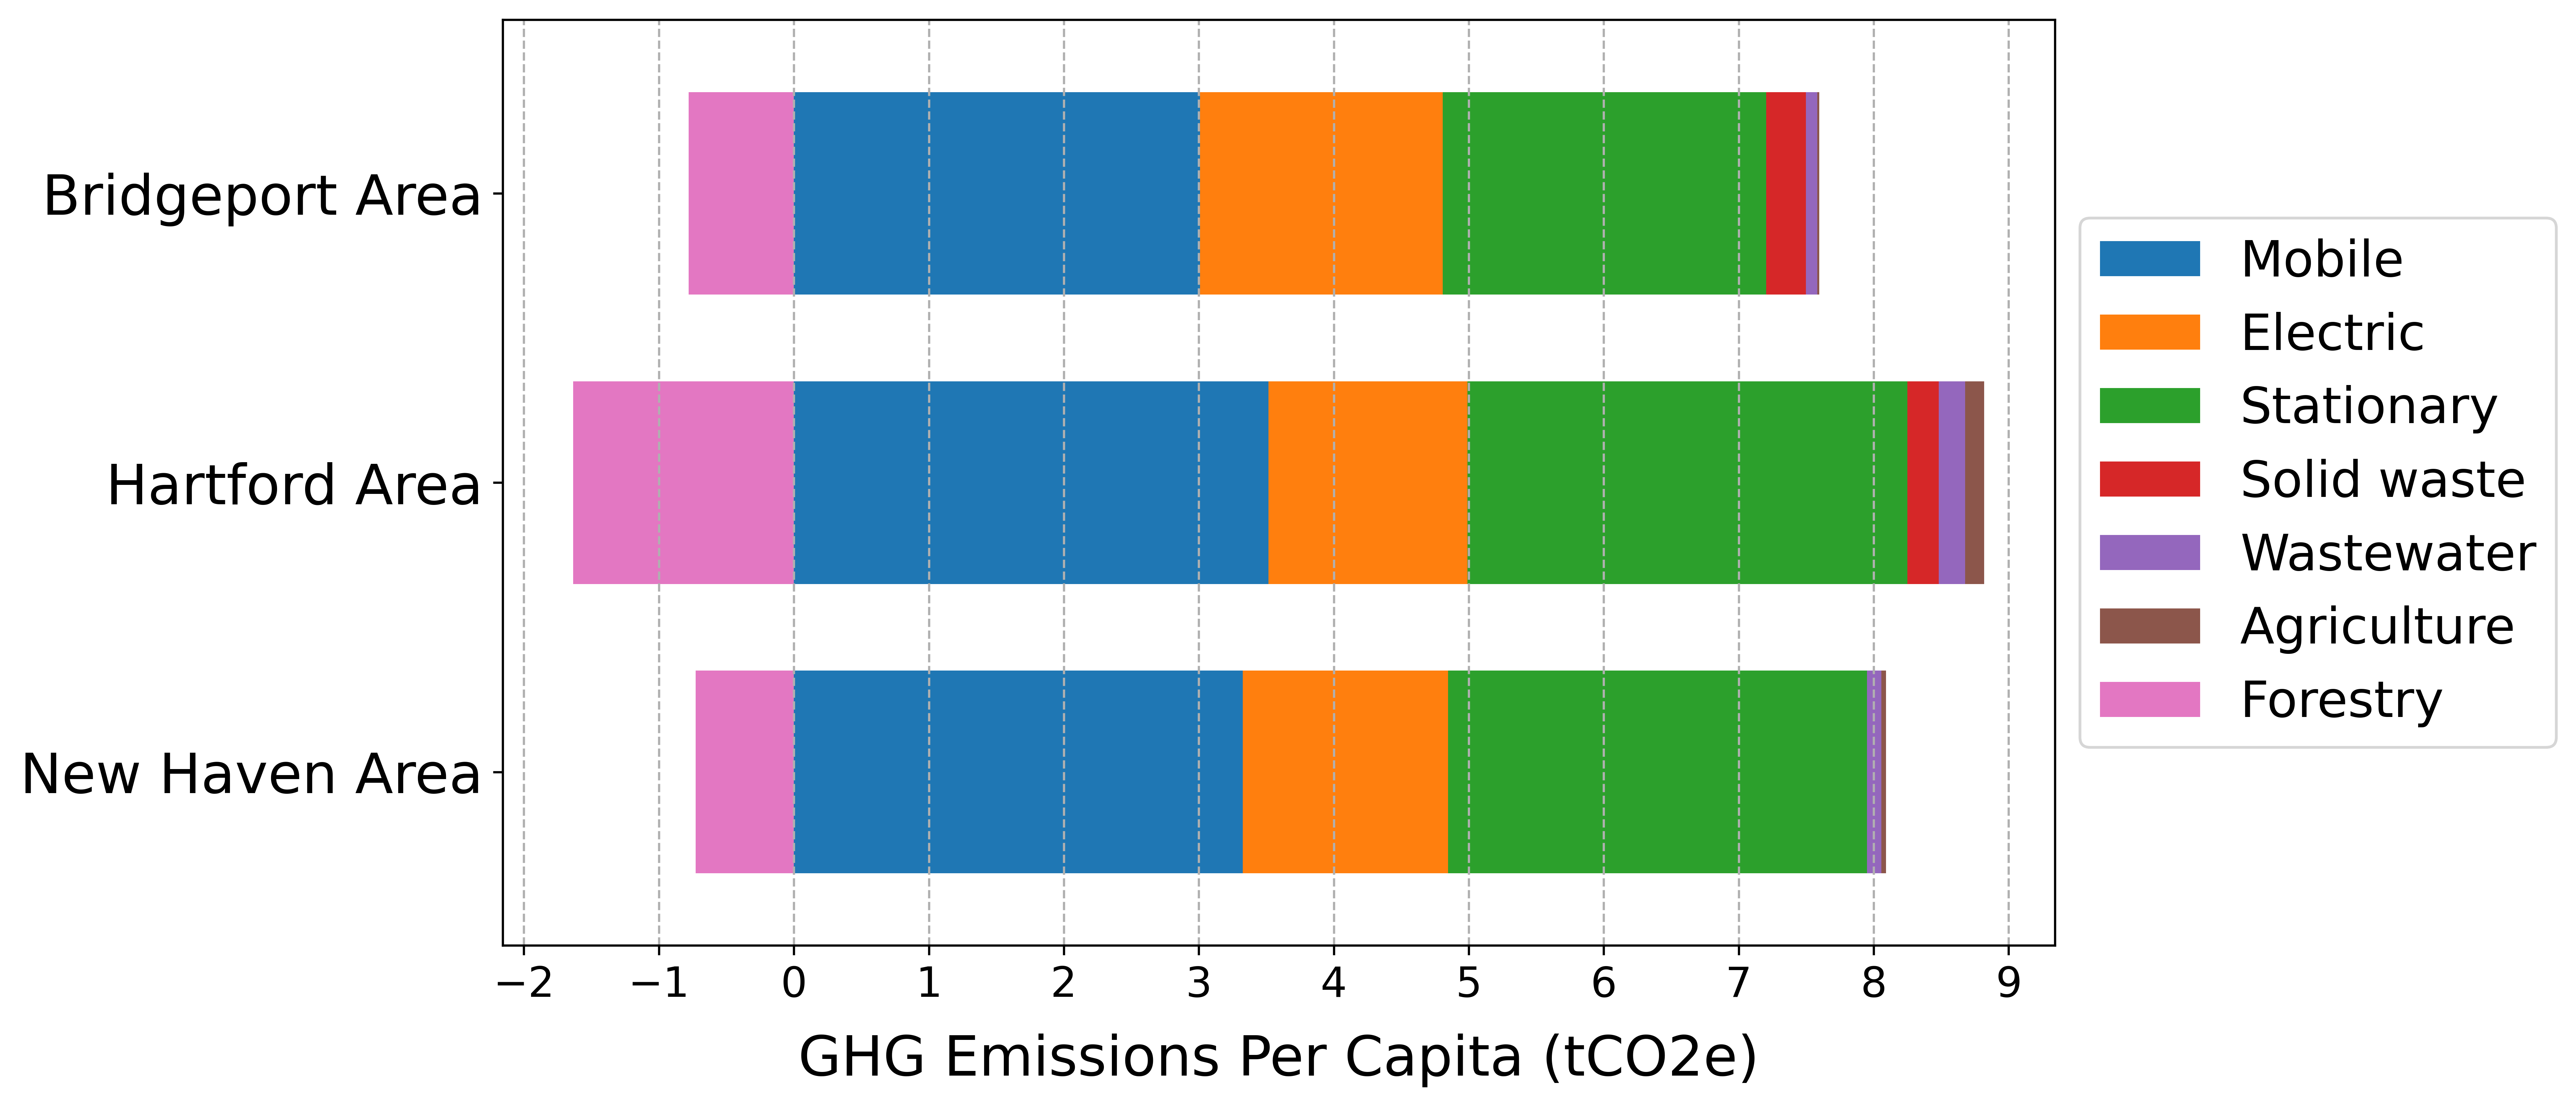 Bridgeport Area
Hartford Area
New Haven Area
−2 −1 0 1 2 3 4 5 6 7 8 9
GHG Emissions Per Capita (tCO2e)
Mobile
Electric
Stationary
Solid waste
Wastewater
Agriculture
Forestry